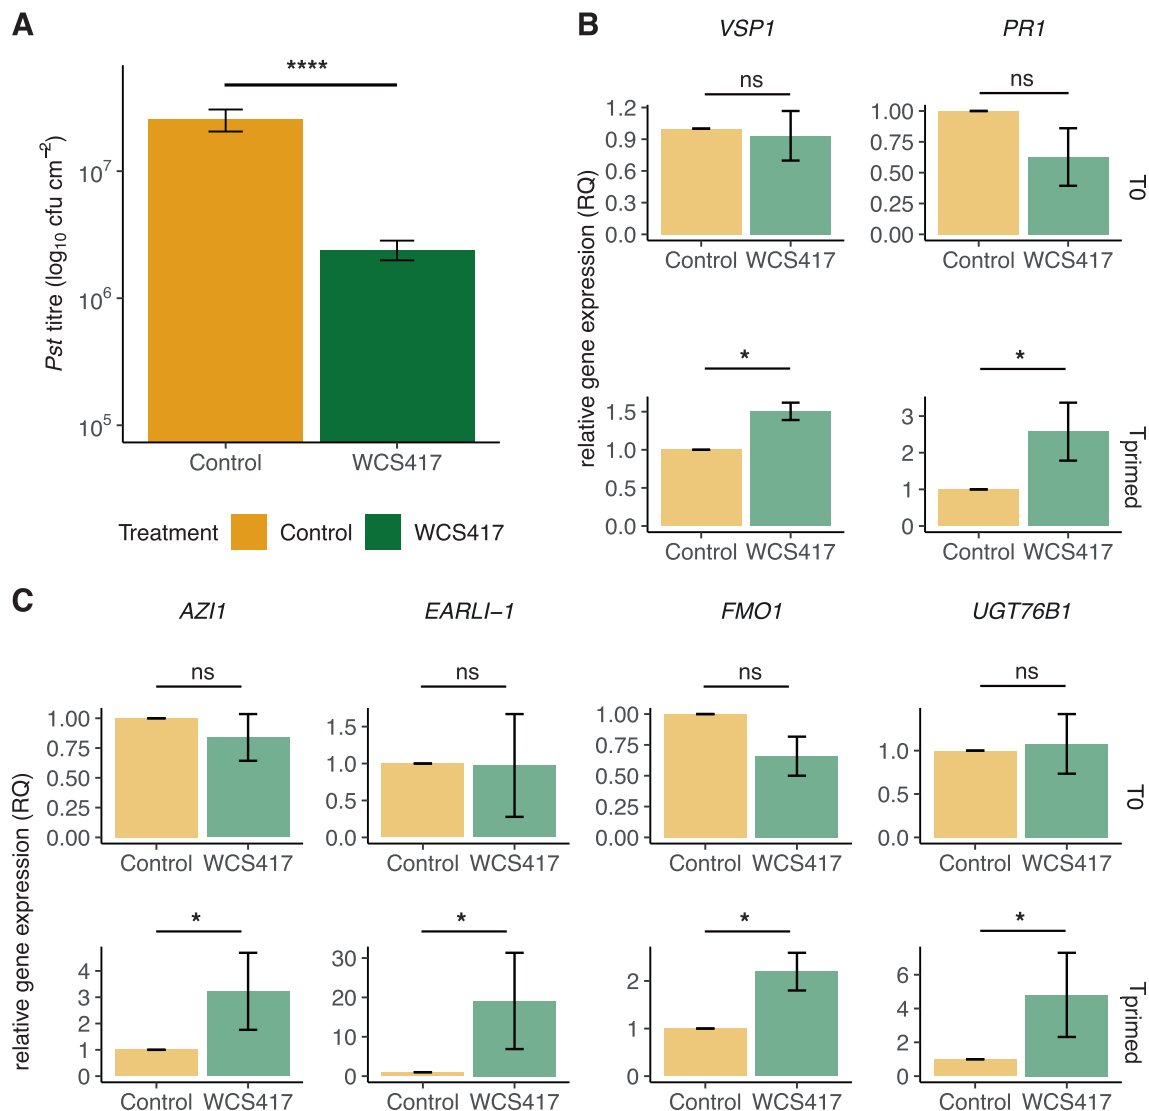 A
****
Pst titre (log10 cfu cm−2)
10^7
10^6
10^5
Control WCS417
Treatment Control WCS417
B
VSP1 PR1
relative gene expression (RQ)
ns ns
1.2 1.00
0.9 0.75
0.6 0.50
0.3 0.25
0.0 0.00
Control WCS417 Control WCS417
T0
* *
1.5 3
1.0 2
0.5 1
0.0 0
Control WCS417 Control WCS417
Tprimed
C
AZI1 EARLI−1 FMO1 UGT76B1
relative gene expression (RQ)
ns ns ns ns
1.00 1.5 1.00 1.0
0.75 1.0 0.75 0.5
0.50 0.5 0.50 0.0
0.25 0.0 0.25
0.00 0.00
Control WCS417 Control WCS417 Control WCS417 Control WCS417
T0
* * * *
4 30 2 6
3 20 1 4
2 10 0 2
1 0 0
0
Control WCS417 Control WCS417 Control WCS417 Control WCS417
Tprimed